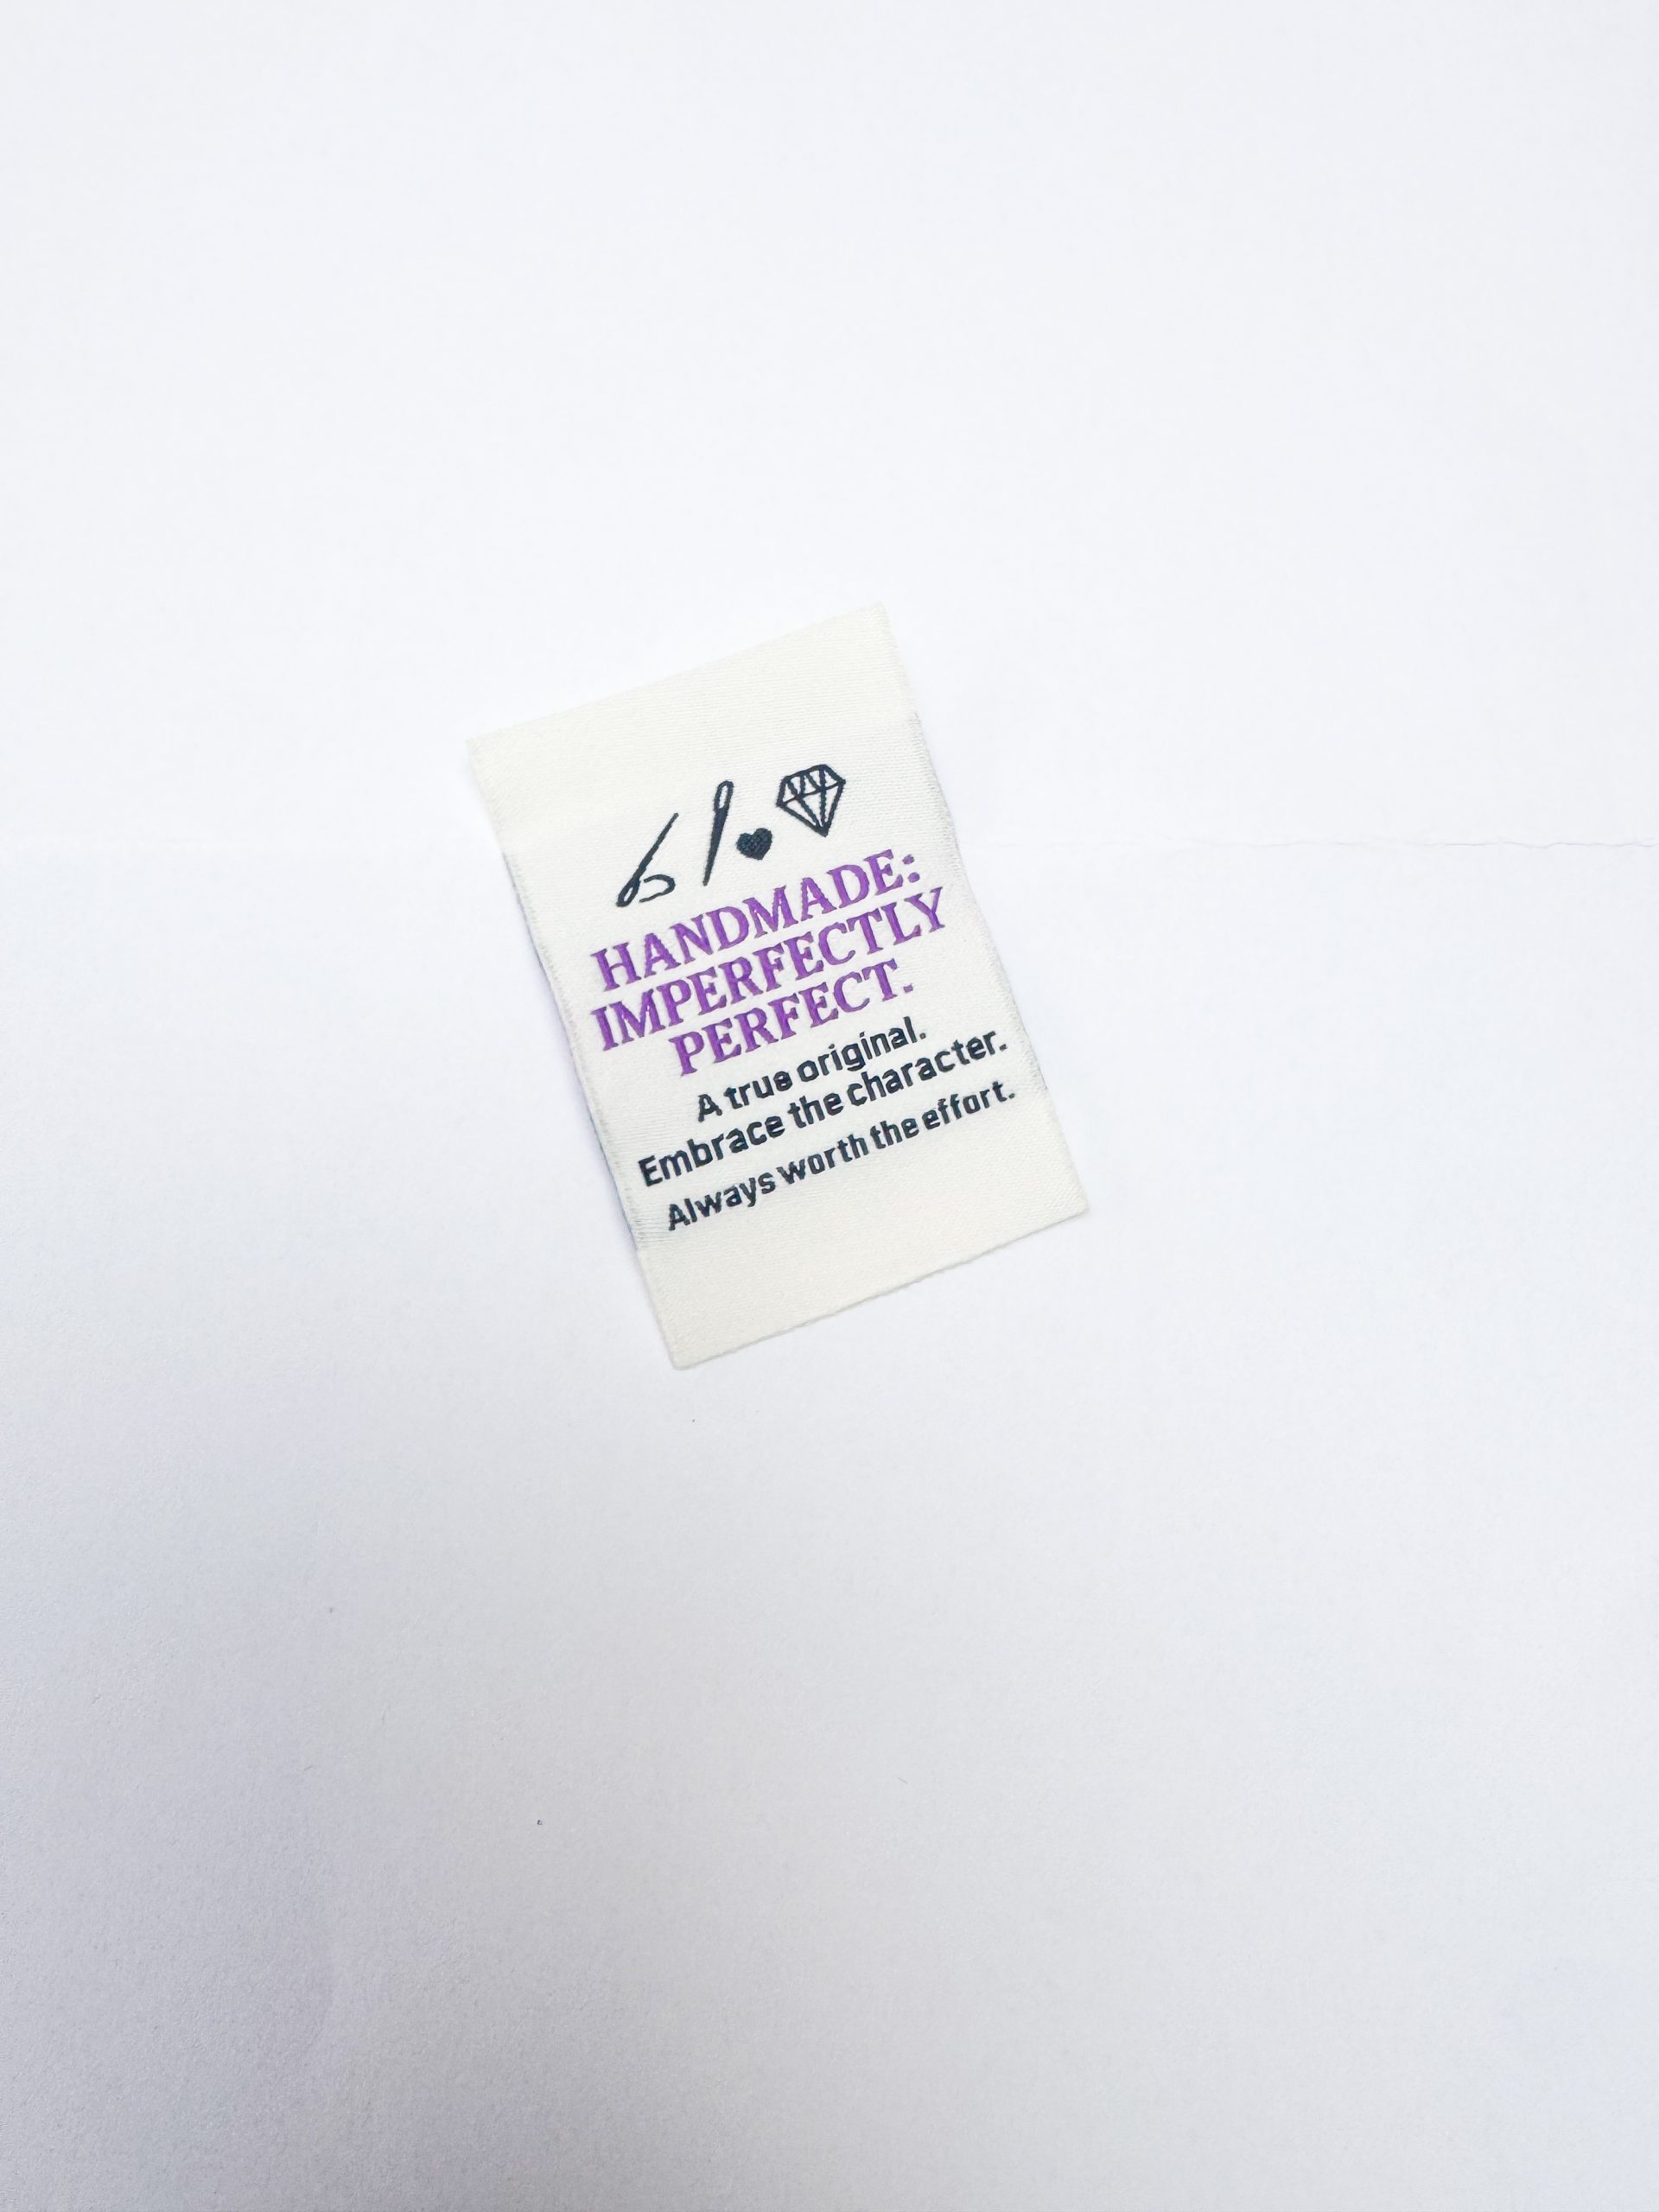 HANDMADE:
IMPERFECTLY
PERFECT.
A true original.
Embrace the character.
Always worth the effort.